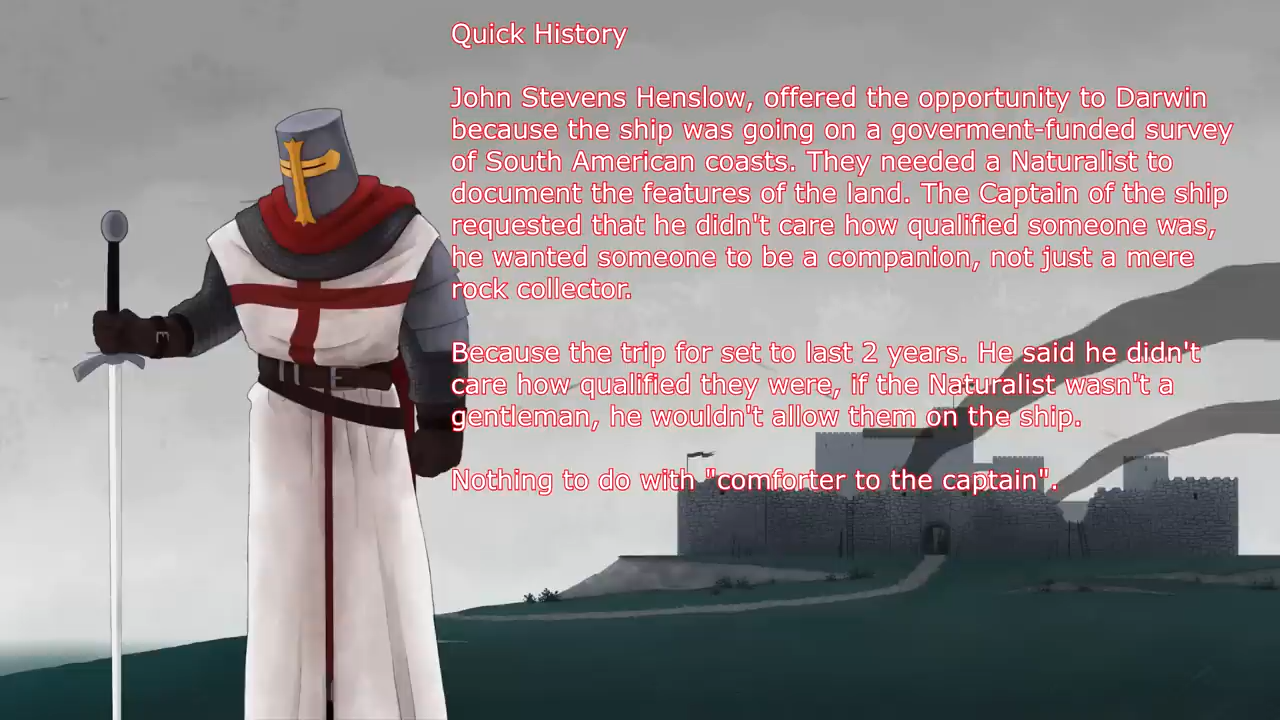 Quick History
John Stevens Henslow, offered the opportunity to Darwin
because the ship was going on a goverment-funded survey
of South American coasts. They needed a Naturalist to
document the features of the land. The Captain of the ship
requested that he didn't care how qualified someone was,
he wanted someone to be a companion, not just a mere
rock collector.
Because the trip for set to last 2 years. He said he didn't
care how qualified they were, if the Naturalist wasn't a
gentleman, he wouldn't allow them on the ship.
Nothing to do with "comforter to the captain".